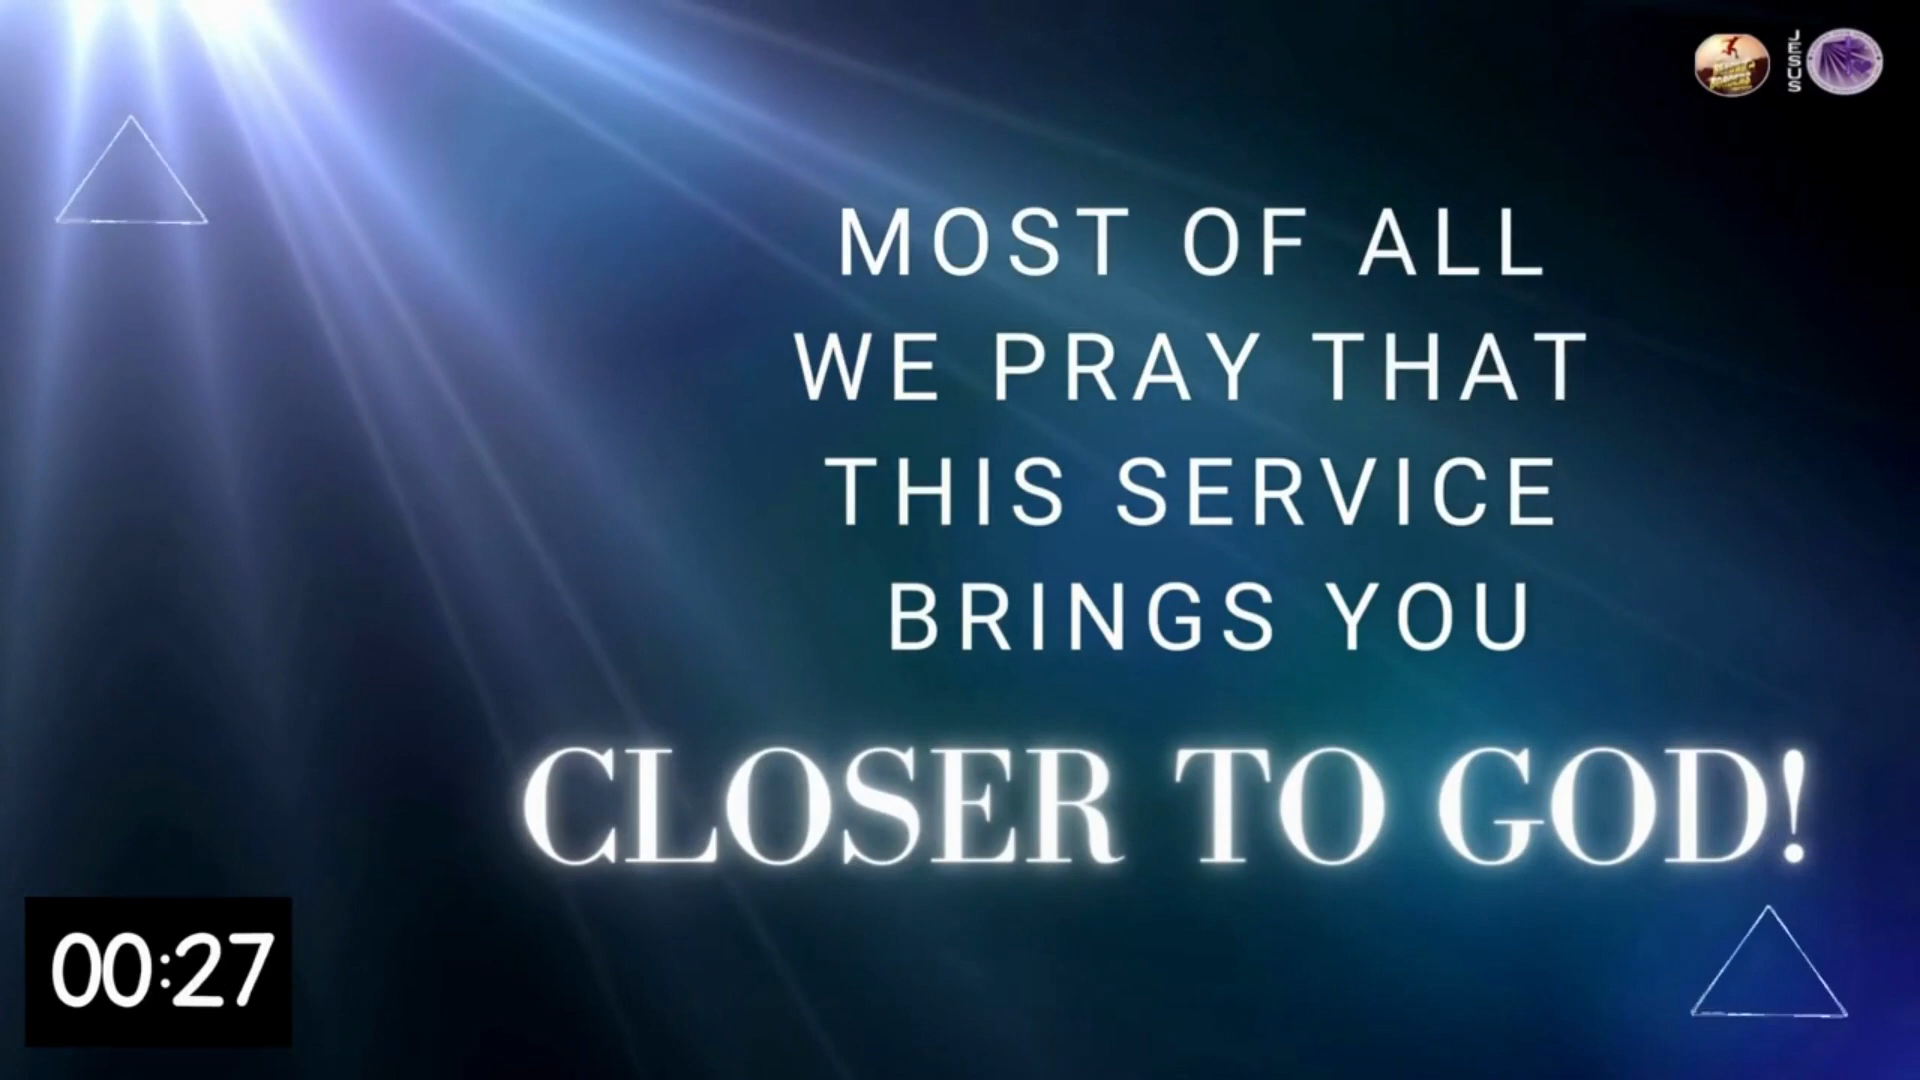 JESUS
MOST OF ALL
WE PRAY THAT
THIS SERVICE
BRINGS YOU
CLOSER TO GOD!
00:27